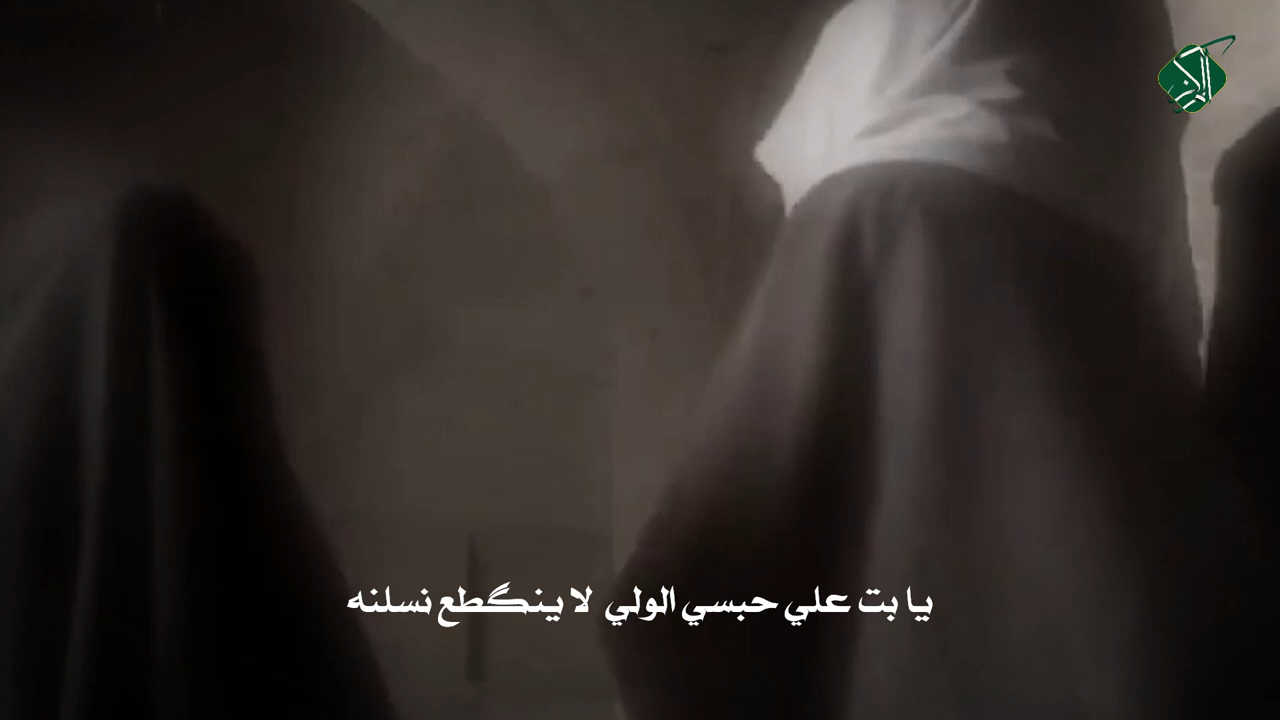 يا بت علي حبسي الولي لا ينگطع نسلنه